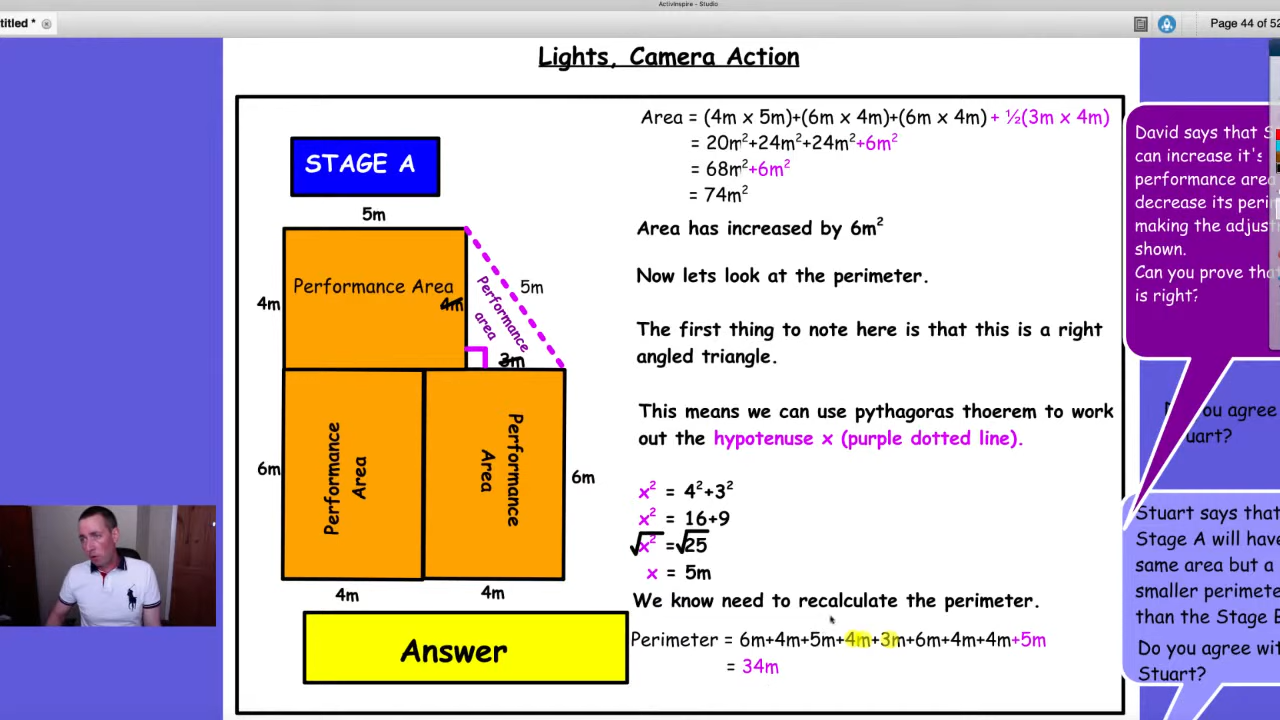 ActivInspire - Studio
titled *
Page 44 of 52
Lights, Camera Action
STAGE A
5m
Performance Area
4m
4m
5m
Performance
area
3m
Performance
Area
Performance
Area
6m
6m
4m
4m
Answer
Area = (4m x 5m)+(6m x 4m)+(6m x 4m) + ½(3m x 4m)
= 20m²+24m²+24m²+6m²
= 68m²+6m²
= 74m²
Area has increased by 6m²
Now lets look at the perimeter.
The first thing to note here is that this is a right
angled triangle.
This means we can use pythagoras thoerem to work
out the hypotenuse x (purple dotted line).
x² = 4²+3²
x² = 16+9
√x² = √25
x = 5m
We know need to recalculate the perimeter.
Perimeter = 6m+4m+5m+4m+3m+6m+4m+4m+5m
= 34m
David says that S
can increase it's
performance area
decrease its peri
making the adjust
shown.
Can you prove tha
is right?
you agree
uart?
Stuart says that
Stage A will have
same area but a
smaller perimete
than the Stage B
Do you agree wit
Stuart?